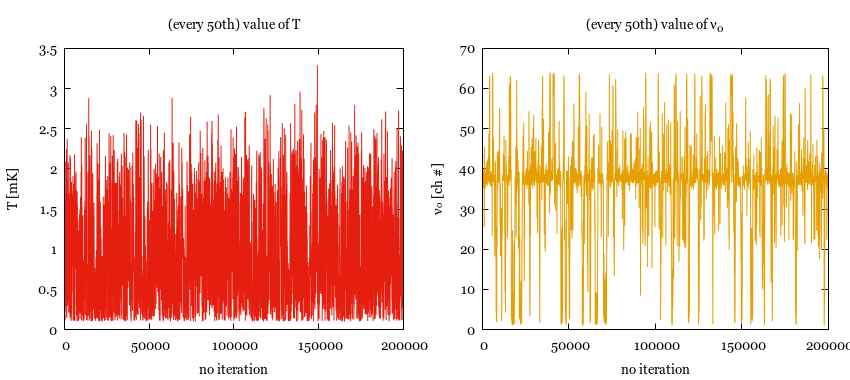 (every 50th) value of T
3.5
3
2.5
2
1.5
1
0.5
0
T [mK]
0 50000 100000 150000 200000
no iteration
(every 50th) value of ν₀
70
60
50
40
30
20
10
0
ν₀ [ch #]
0 50000 100000 150000 200000
no iteration